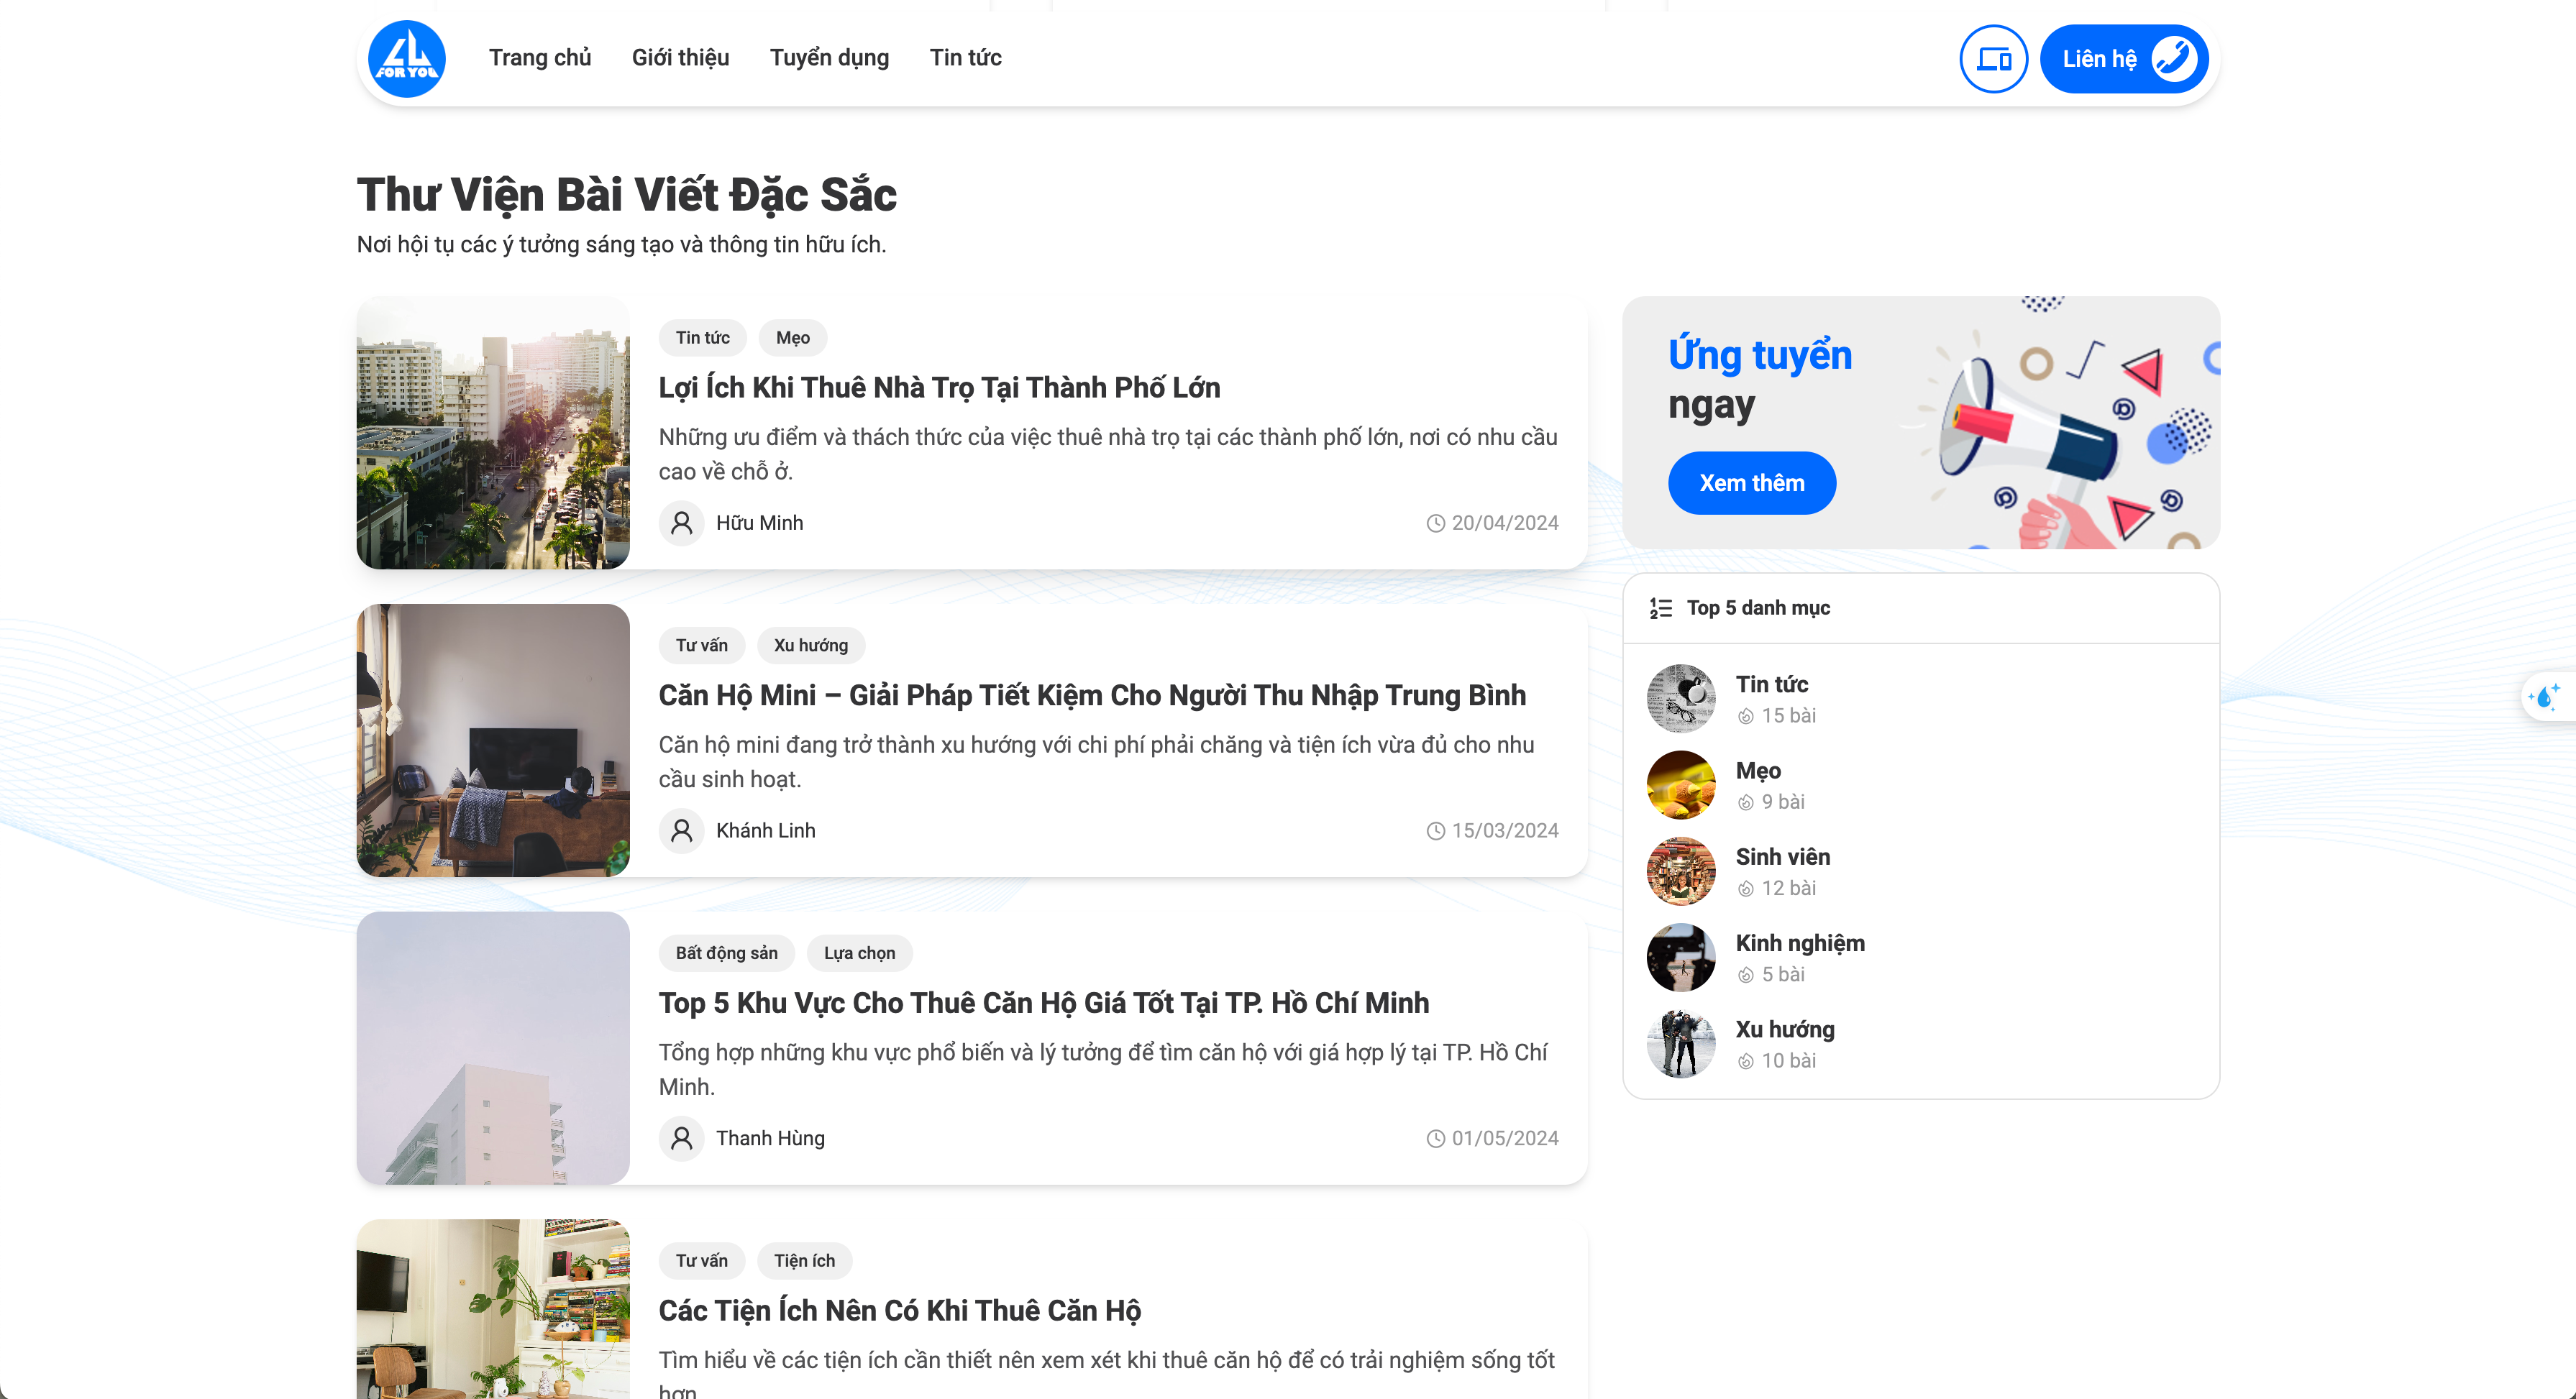 4L
FOR YOU
Trang chủ
Giới thiệu
Tuyển dụng
Tin tức
Liên hệ
Thư Viện Bài Viết Đặc Sắc
Nơi hội tụ các ý tưởng sáng tạo và thông tin hữu ích.
Tin tức
Mẹo
Lợi Ích Khi Thuê Nhà Trọ Tại Thành Phố Lớn
Những ưu điểm và thách thức của việc thuê nhà trọ tại các thành phố lớn, nơi có nhu cầu
cao về chỗ ở.
Hữu Minh
20/04/2024
Tư vấn
Xu hướng
Căn Hộ Mini – Giải Pháp Tiết Kiệm Cho Người Thu Nhập Trung Bình
Căn hộ mini đang trở thành xu hướng với chi phí phải chăng và tiện ích vừa đủ cho nhu
cầu sinh hoạt.
Khánh Linh
15/03/2024
Bất động sản
Lựa chọn
Top 5 Khu Vực Cho Thuê Căn Hộ Giá Tốt Tại TP. Hồ Chí Minh
Tổng hợp những khu vực phổ biến và lý tưởng để tìm căn hộ với giá hợp lý tại TP. Hồ Chí
Minh.
Thanh Hùng
01/05/2024
Tư vấn
Tiện ích
Các Tiện Ích Nên Có Khi Thuê Căn Hộ
Tìm hiểu về các tiện ích cần thiết nên xem xét khi thuê căn hộ để có trải nghiệm sống tốt
hơn
Ứng tuyển
ngay
Xem thêm
Top 5 danh mục
Tin tức
15 bài
Mẹo
9 bài
Sinh viên
12 bài
Kinh nghiệm
5 bài
Xu hướng
10 bài